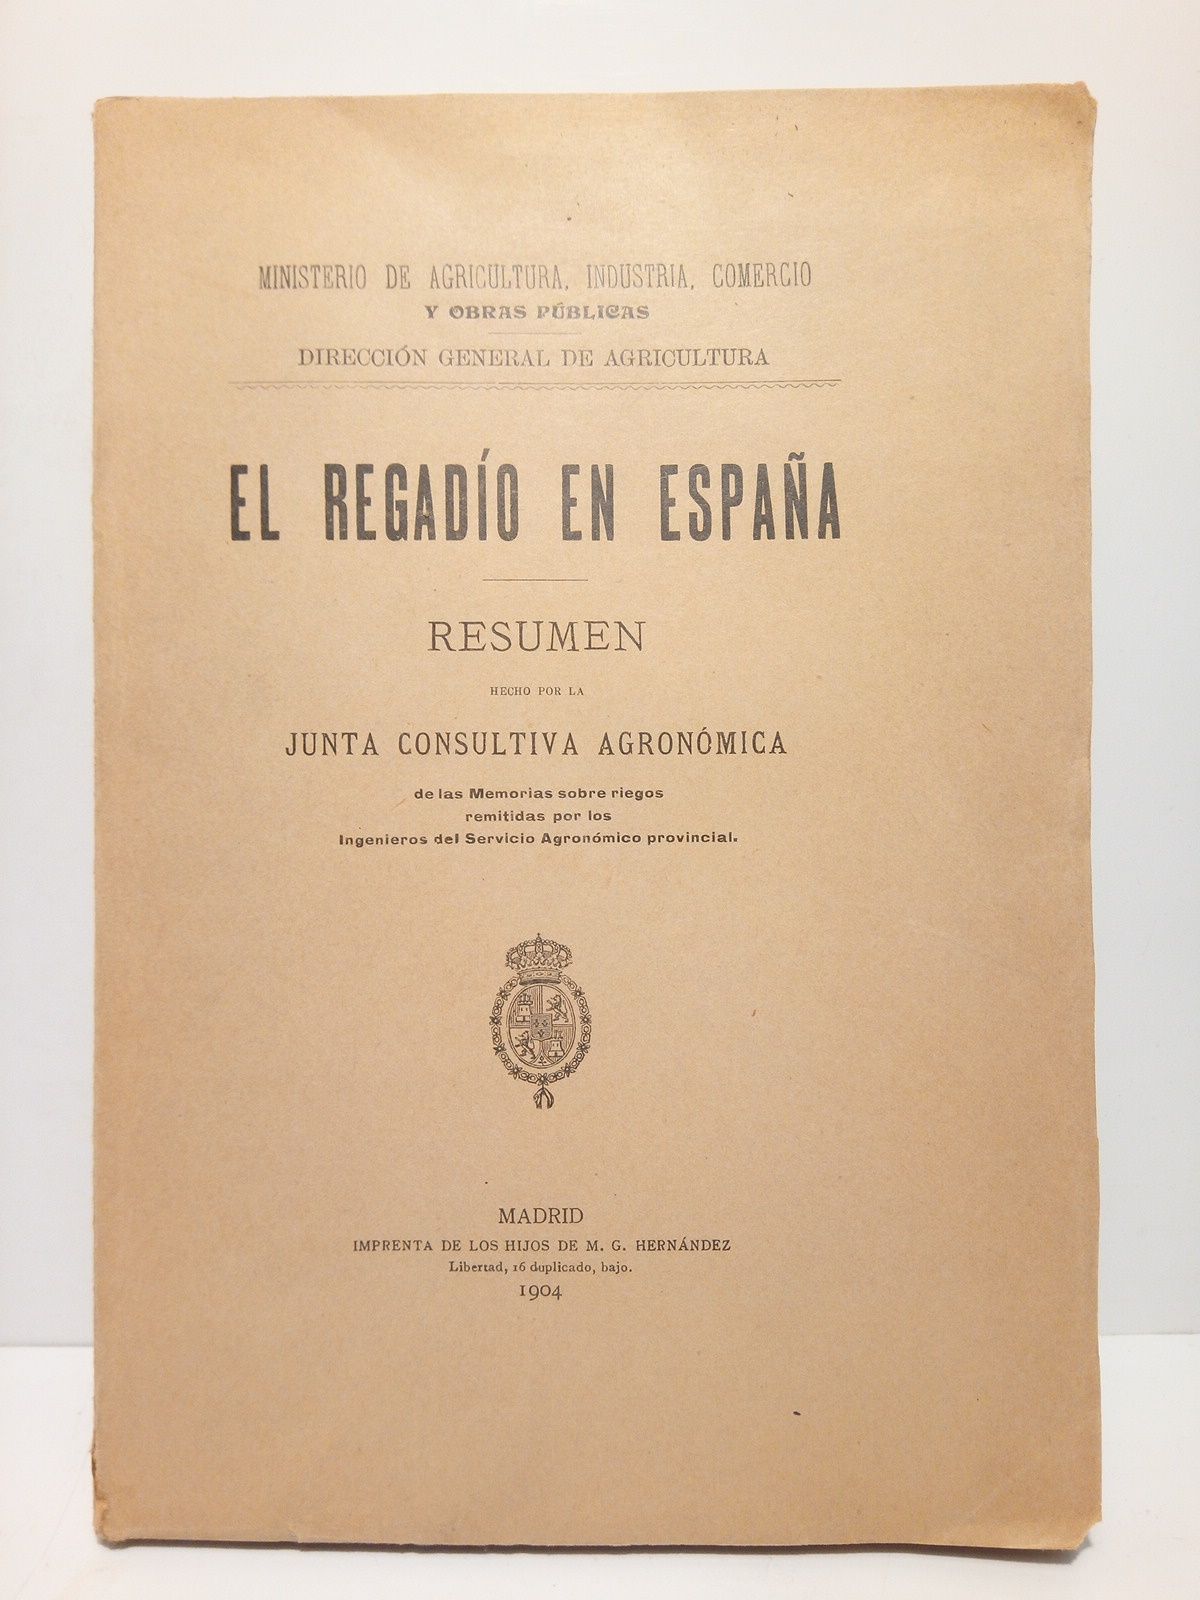 MINISTERIO DE AGRICULTURA, INDUSTRIA, COMERCIO
Y OBRAS PÚBLICAS
DIRECCIÓN GENERAL DE AGRICULTURA
EL REGADÍO EN ESPAÑA
RESUMEN
HECHO POR LA
JUNTA CONSULTIVA AGRONÓMICA
de las Memorias sobre riegos
remitidas por los
Ingenieros del Servicio Agronómico provincial.
MADRID
IMPRENTA DE LOS HIJOS DE M. G. HERNÁNDEZ
Libertad, 16 duplicado, bajo.
1904